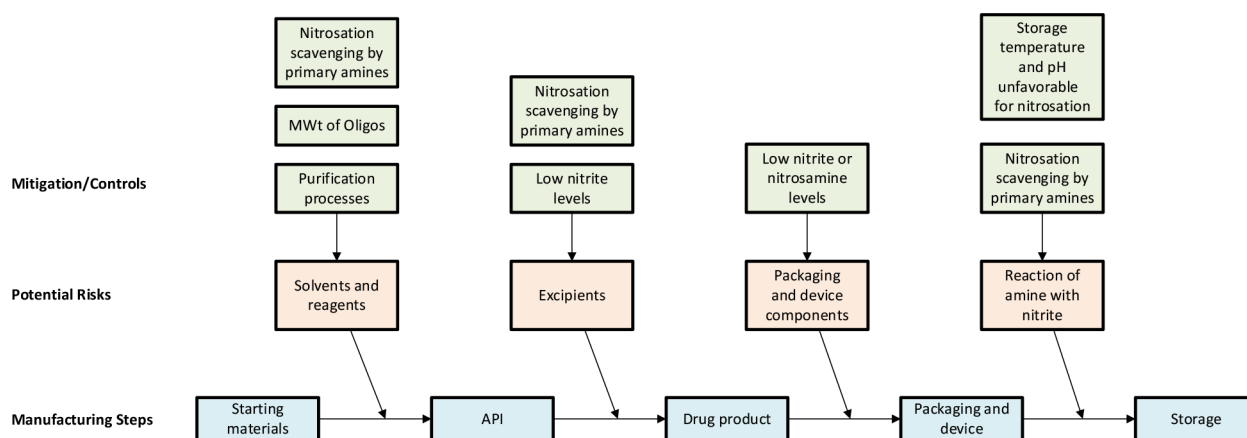 Nitrosation
scavenging by
primary amines
MWt of Oligos
Purification
processes
Nitrosation
scavenging by
primary amines
Low nitrite
levels
Low nitrite or
nitrosamine
levels
Storage
temperature
and pH
unfavorable
for nitrosation
Nitrosation
scavenging by
primary amines
Mitigation/Controls
Potential Risks
Solvents and
reagents
Excipients
Packaging
and device
components
Reaction of
amine with
nitrite
Manufacturing Steps
Starting
materials
API
Drug product
Packaging and
device
Storage